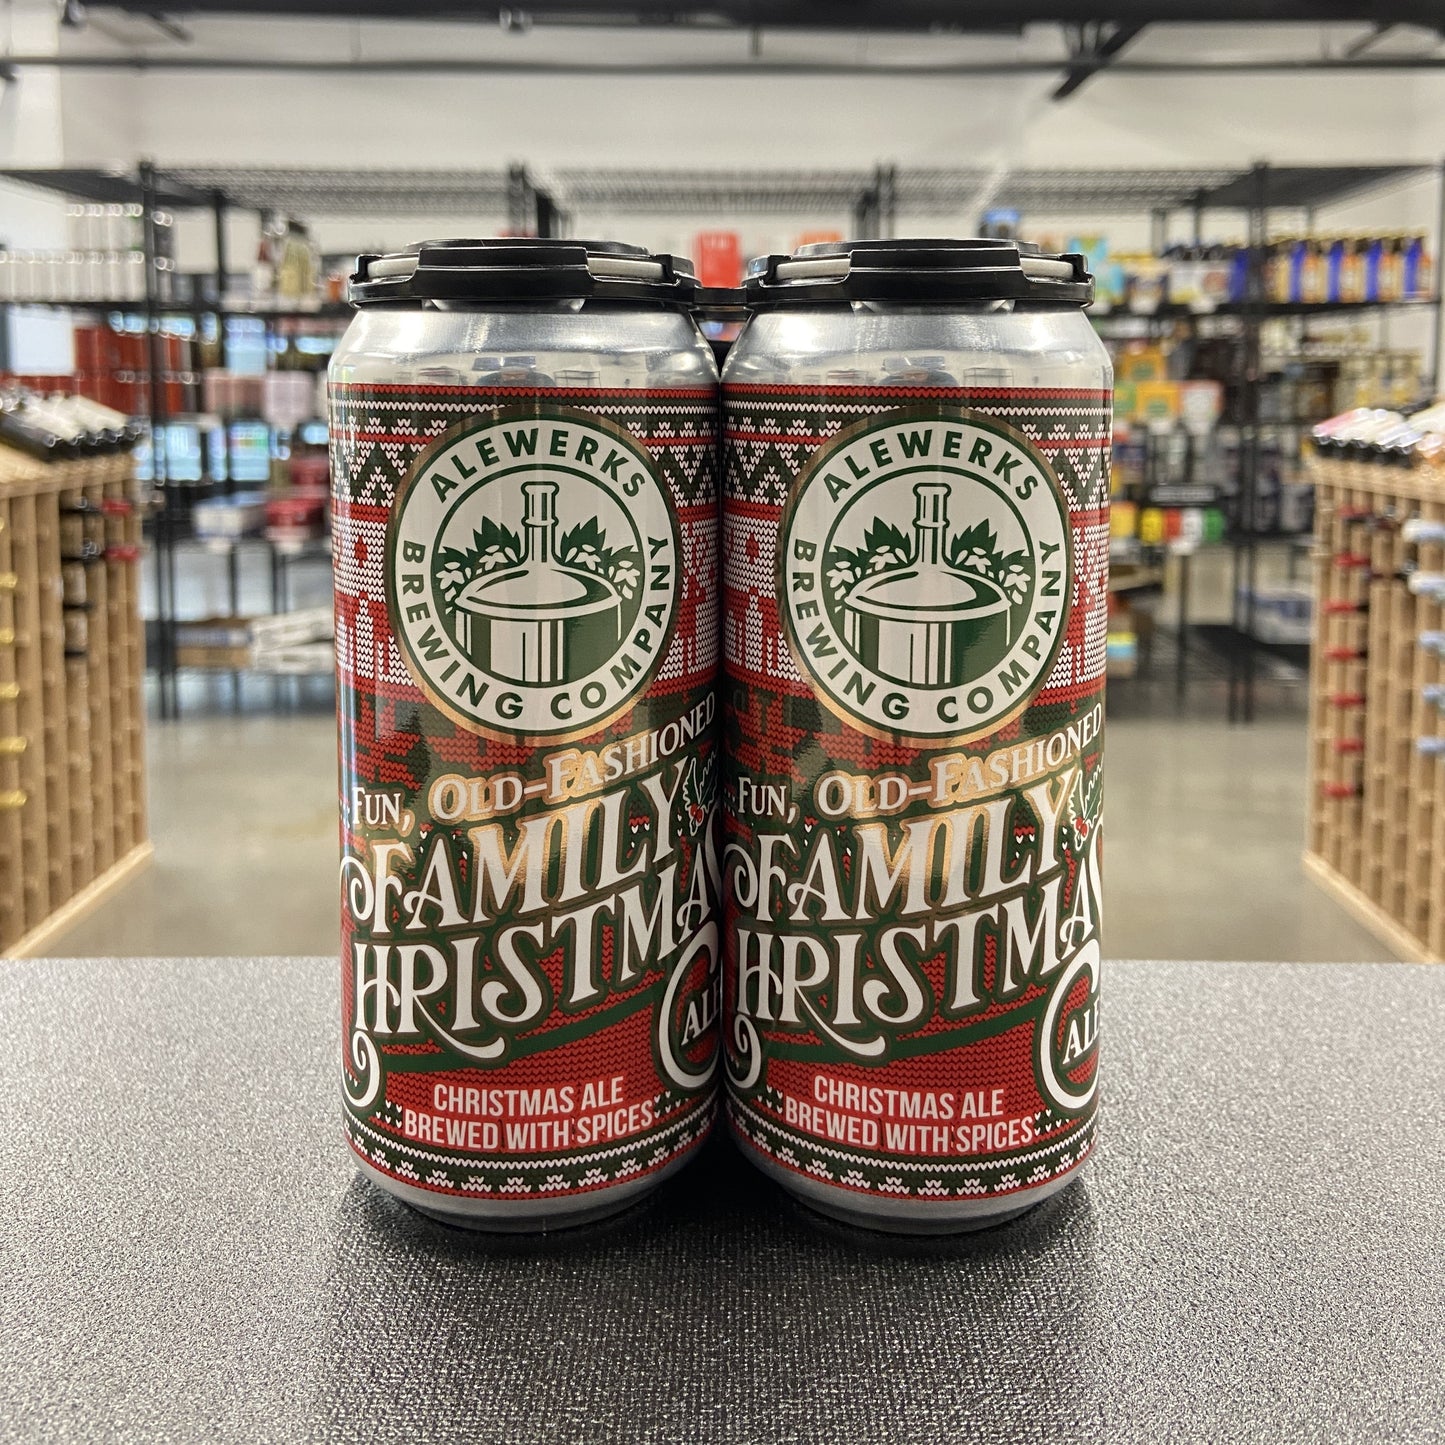 ALEWERKS
BREWING COMPANY
FUN, OLD-FASHIONED
FAMILY
CHRISTMAS
ALE
CHRISTMAS ALE
BREWED WITH SPICES
ALEWERKS
BREWING COMPANY
FUN, OLD-FASHIONED
FAMILY
CHRISTMAS
ALE
CHRISTMAS ALE
BREWED WITH SPICES